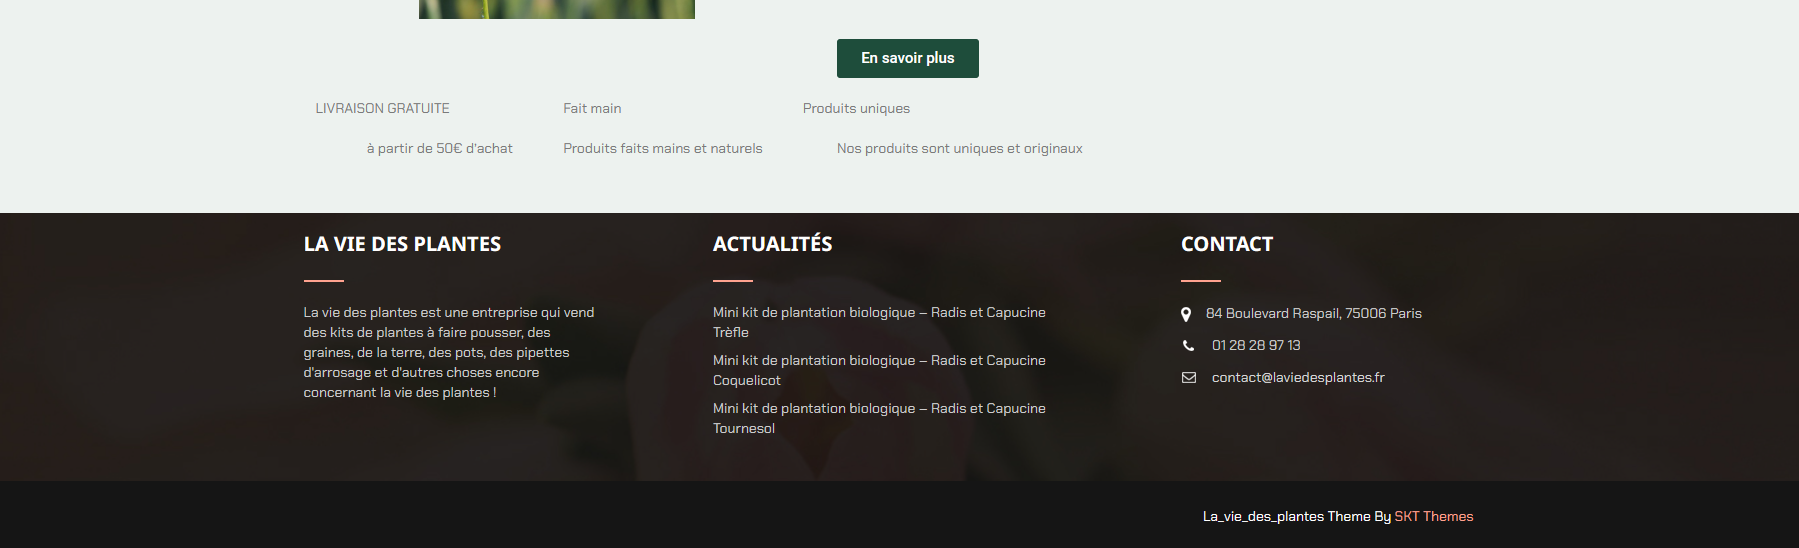 En savoir plus
LIVRAISON GRATUITE
Fait main
Produits uniques
à partir de 50€ d'achat
Produits faits mains et naturels
Nos produits sont uniques et originaux
LA VIE DES PLANTES
La vie des plantes est une entreprise qui vend
des kits de plantes à faire pousser, des
graines, de la terre, des pots, des pipettes
d'arrosage et d'autres choses encore
concernant la vie des plantes !
ACTUALITÉS
Mini kit de plantation biologique – Radis et Capucine
Trèfle
Mini kit de plantation biologique – Radis et Capucine
Coquelicot
Mini kit de plantation biologique – Radis et Capucine
Tournesol
CONTACT
84 Boulevard Raspail, 75006 Paris
01 28 28 97 13
contact@laviedesplantes.fr
La_vie_des_plantes Theme By SKT Themes